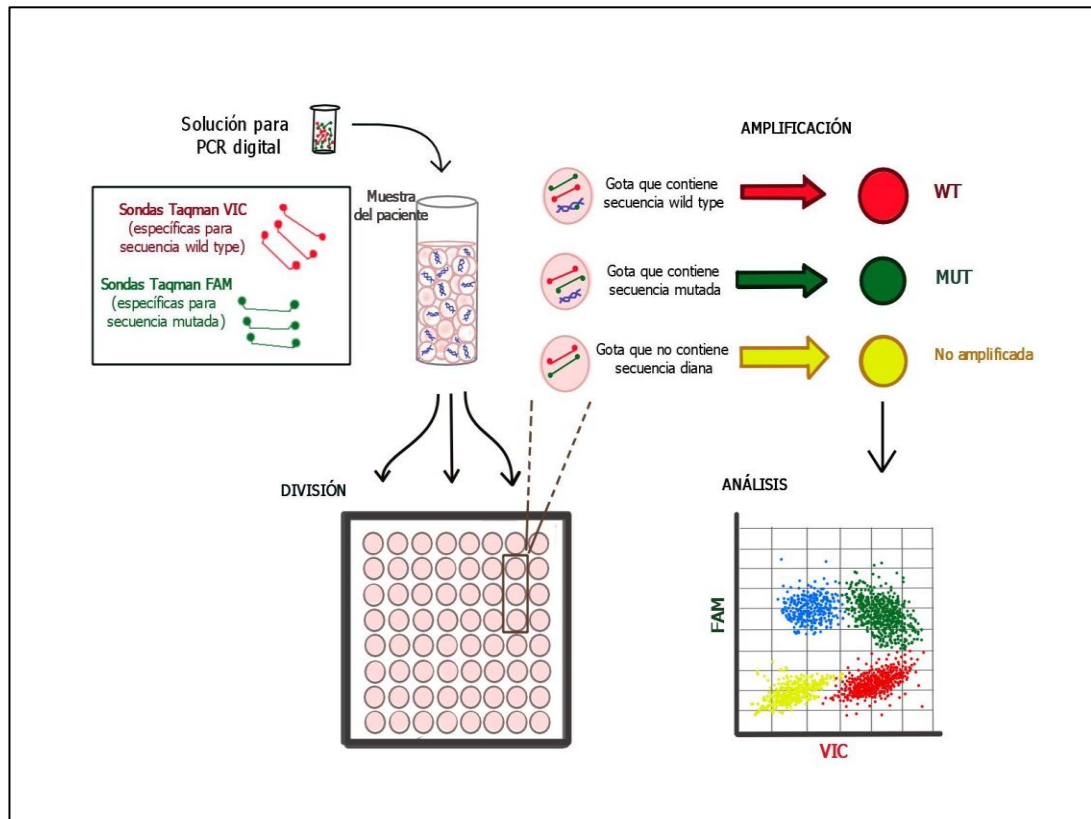 Solución para
PCR digital
Sondas Taqman VIC
(específicas para
secuencia wild type)
Sondas Taqman FAM
(específicas para
secuencia mutada)
Muestra
del paciente
AMPLIFICACIÓN
Gota que contiene
secuencia wild type
WT
Gota que contiene
secuencia mutada
MUT
Gota que no contiene
secuencia diana
No amplificada
DIVISIÓN
ANÁLISIS
FAM
VIC